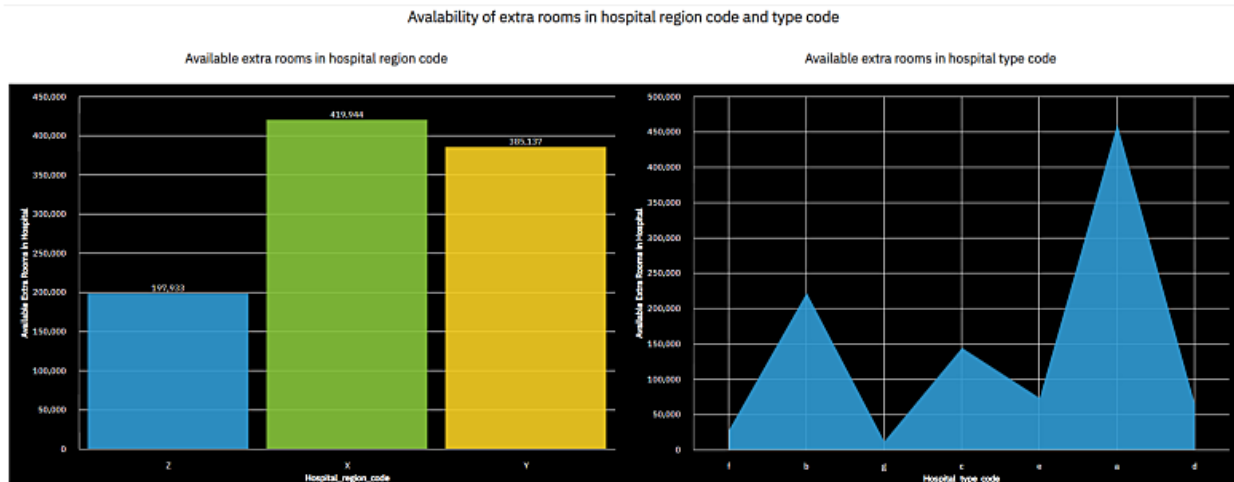 Avalability of extra rooms in hospital region code and type code
Available extra rooms in hospital region code
450,000
400,000
350,000
300,000
250,000
200,000
150,000
100,000
50,000
0
Available Extra Rooms in Hospital
197,933
419,944
385,137
Z
X
Y
Hospital_region_code
Available extra rooms in hospital type code
500,000
450,000
400,000
350,000
300,000
250,000
200,000
150,000
100,000
50,000
0
Available Extra Rooms in Hospital
f
b
g
c
e
a
d
Hospital_type_code